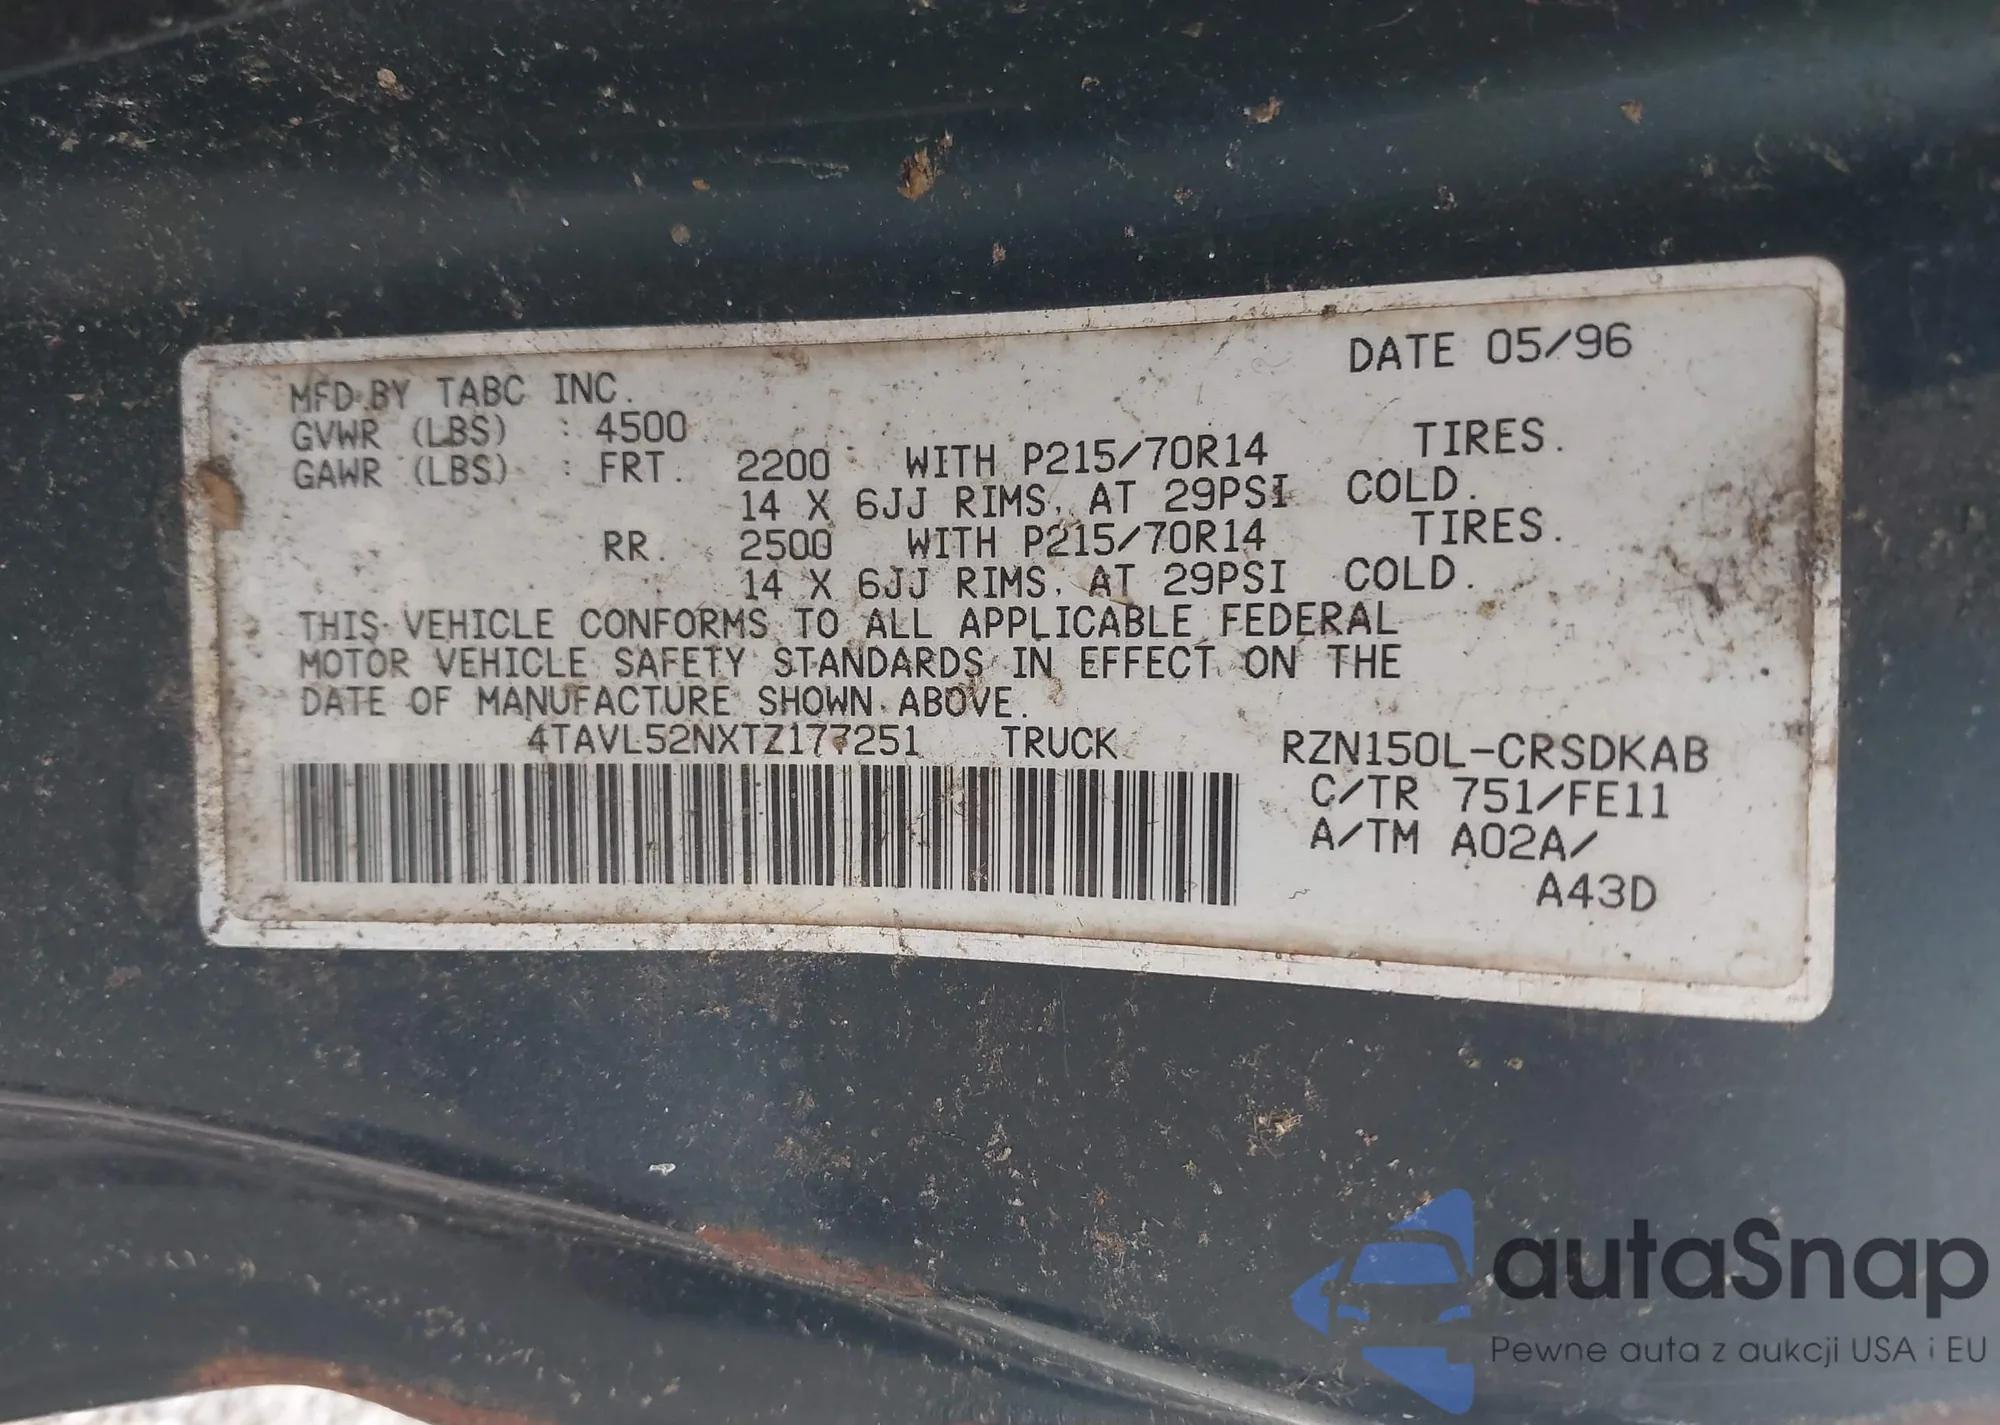 DATE 05/96
MFD BY TABC INC.
GVWR (LBS) : 4500
GAWR (LBS) : FRT. 2200 WITH P215/70R14 TIRES.
14 X 6JJ RIMS, AT 29PSI COLD.
RR. 2500 WITH P215/70R14 TIRES.
14 X 6JJ RIMS, AT 29PSI COLD.
THIS VEHICLE CONFORMS TO ALL APPLICABLE FEDERAL
MOTOR VEHICLE SAFETY STANDARDS IN EFFECT ON THE
DATE OF MANUFACTURE SHOWN ABOVE.
4TAVL52NXTZ177251 TRUCK RZN150L-CRSDKAB
C/TR 751/FE11
A/TM A02A/
A43D
autaSnap
Pewne auta z aukcji USA i EU